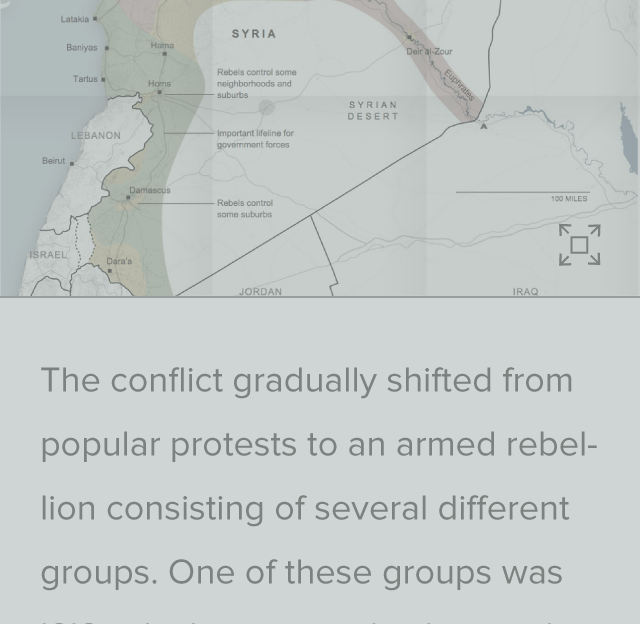 Latakia
SYRIA
Hama
Baniyas
Deir al-Zour
Rebels control some
neighborhoods and
suburbs
Tartus
Homs
Euphrates
SYRIAN
DESERT
LEBANON
Important lifeline for
government forces
Beirut
Damascus
100 MILES
Rebels control
some suburbs
ISRAEL
Dara'a
JORDAN
IRAQ
The conflict gradually shifted from
popular protests to an armed rebel-
lion consisting of several different
groups. One of these groups was